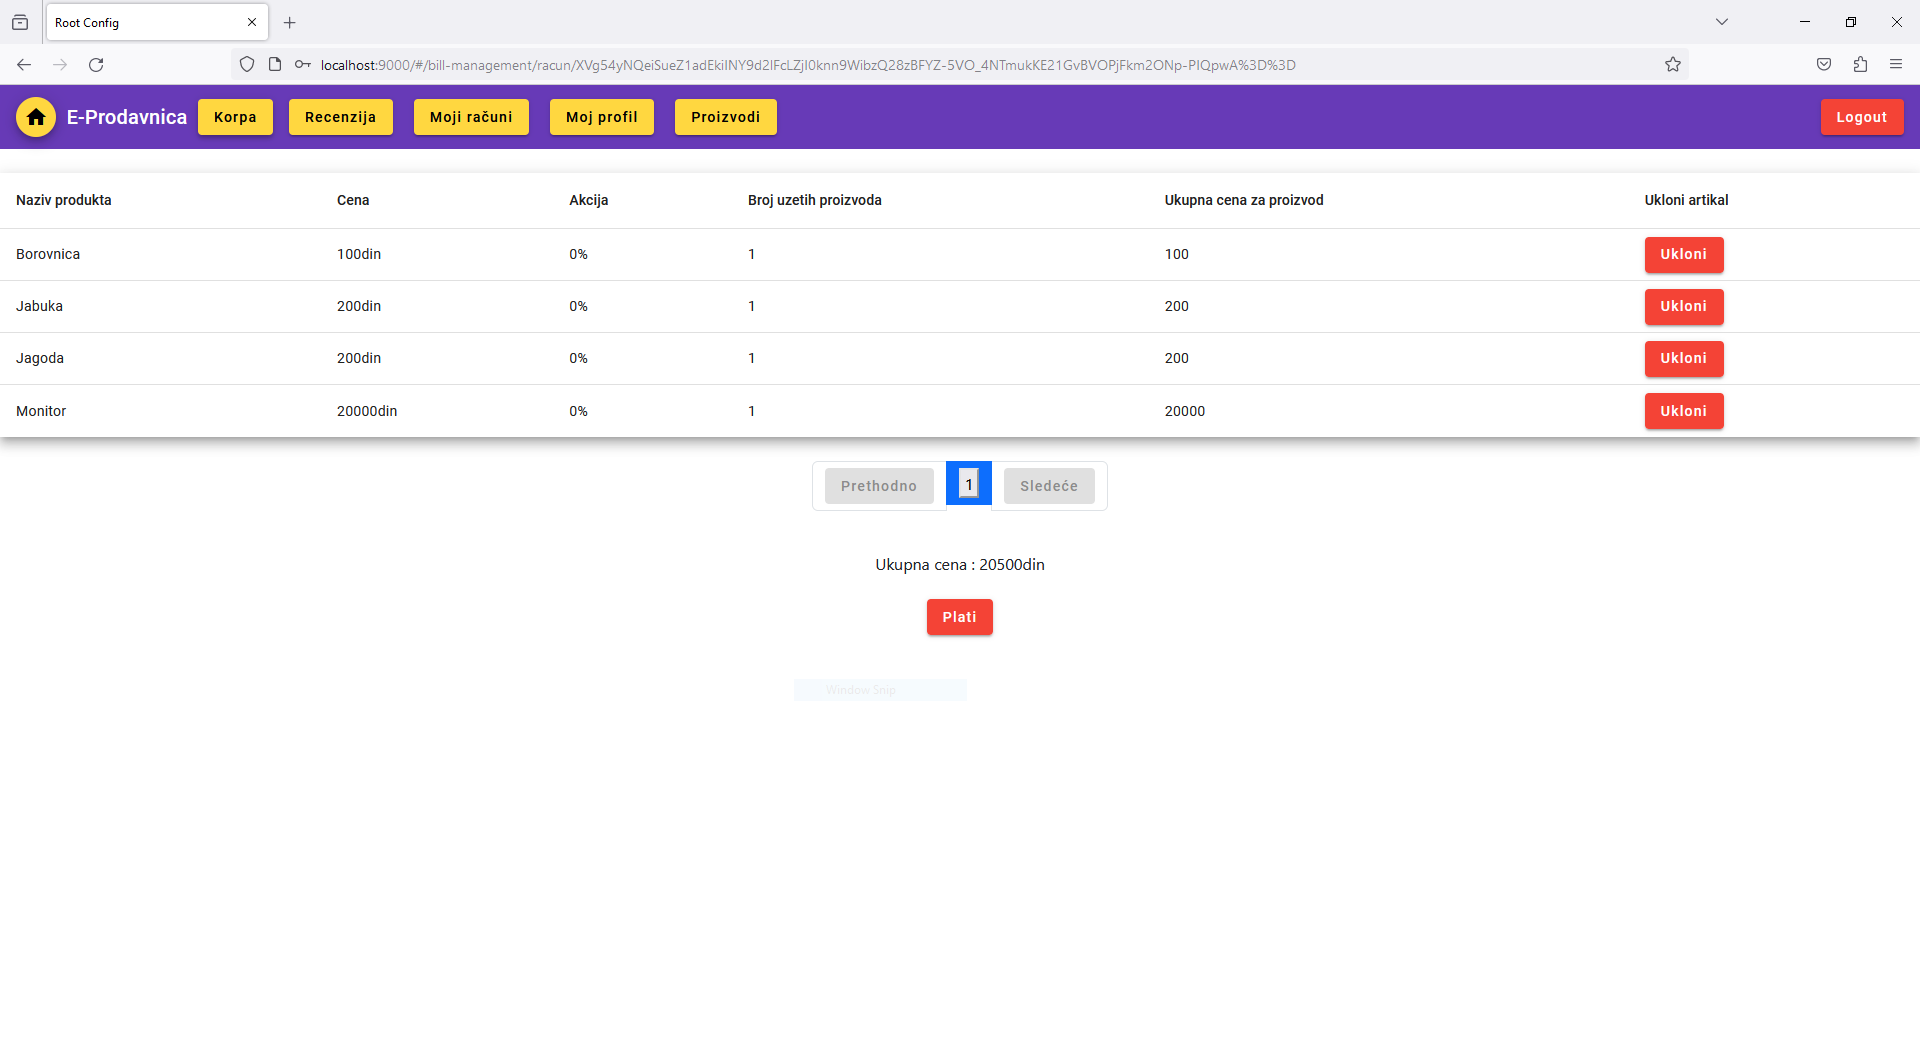 Root Config
localhost:9000/#/bill-management/racun/XVg54yNQeiSueZ1adEkiINY9d2IFcLZjI0knn9WibzQ28zBFYZ-5VO_4NTmukKE21GvBVOPjFkm2ONp-PIQpwA%3D%3D
E-Prodavnica Korpa Recenzija Moji računi Moj profil Proizvodi Logout
Naziv produkta Cena Akcija Broj uzetih proizvoda Ukupna cena za proizvod Ukloni artikal
Borovnica 100din 0% 1 100 Ukloni
Jabuka 200din 0% 1 200 Ukloni
Jagoda 200din 0% 1 200 Ukloni
Monitor 20000din 0% 1 20000 Ukloni
Prethodno 1 Sledeće
Ukupna cena : 20500din
Plati
Window Snip